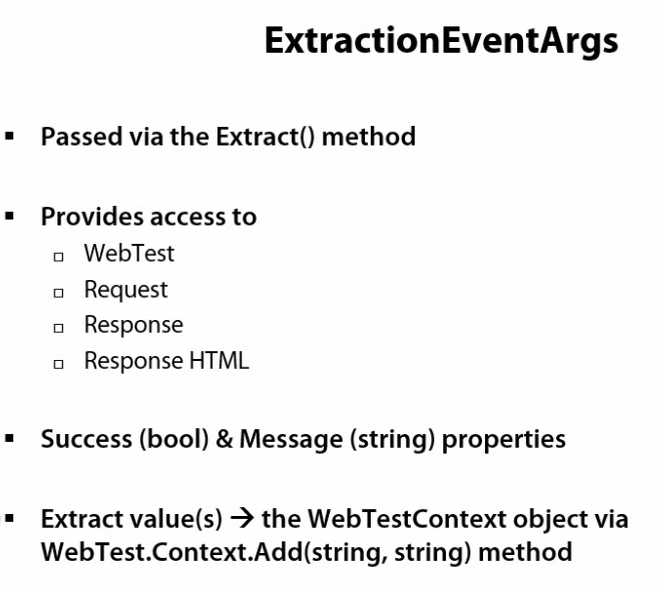 ExtractionEventArgs
▪ Passed via the Extract() method
▪ Provides access to
▫ WebTest
▫ Request
▫ Response
▫ Response HTML
▪ Success (bool) & Message (string) properties
▪ Extract value(s) → the WebTestContext object via
WebTest.Context.Add(string, string) method